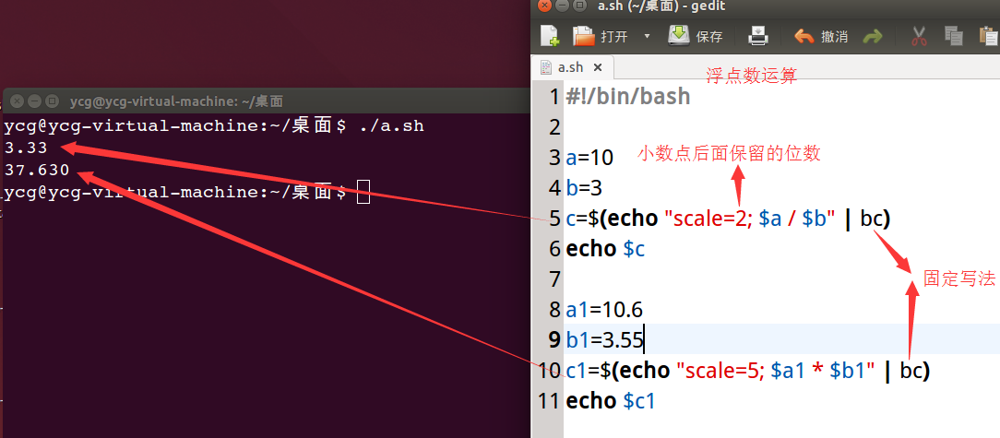 a.sh (~/桌面) - gedit
打开
保存
撤消
a.sh
浮点数运算
ycg@ycg-virtual-machine: ~/桌面
ycg@ycg-virtual-machine:~/桌面$ ./a.sh
3.33
37.630
ycg@ycg-virtual-machine:~/桌面$
1 #!/bin/bash
2
小数点后面保留的位数
3 a=10
4 b=3
5 c=$(echo "scale=2; $a / $b" | bc)
6 echo $c
7
固定写法
8 a1=10.6
9 b1=3.55
10 c1=$(echo "scale=5; $a1 * $b1" | bc)
11 echo $c1